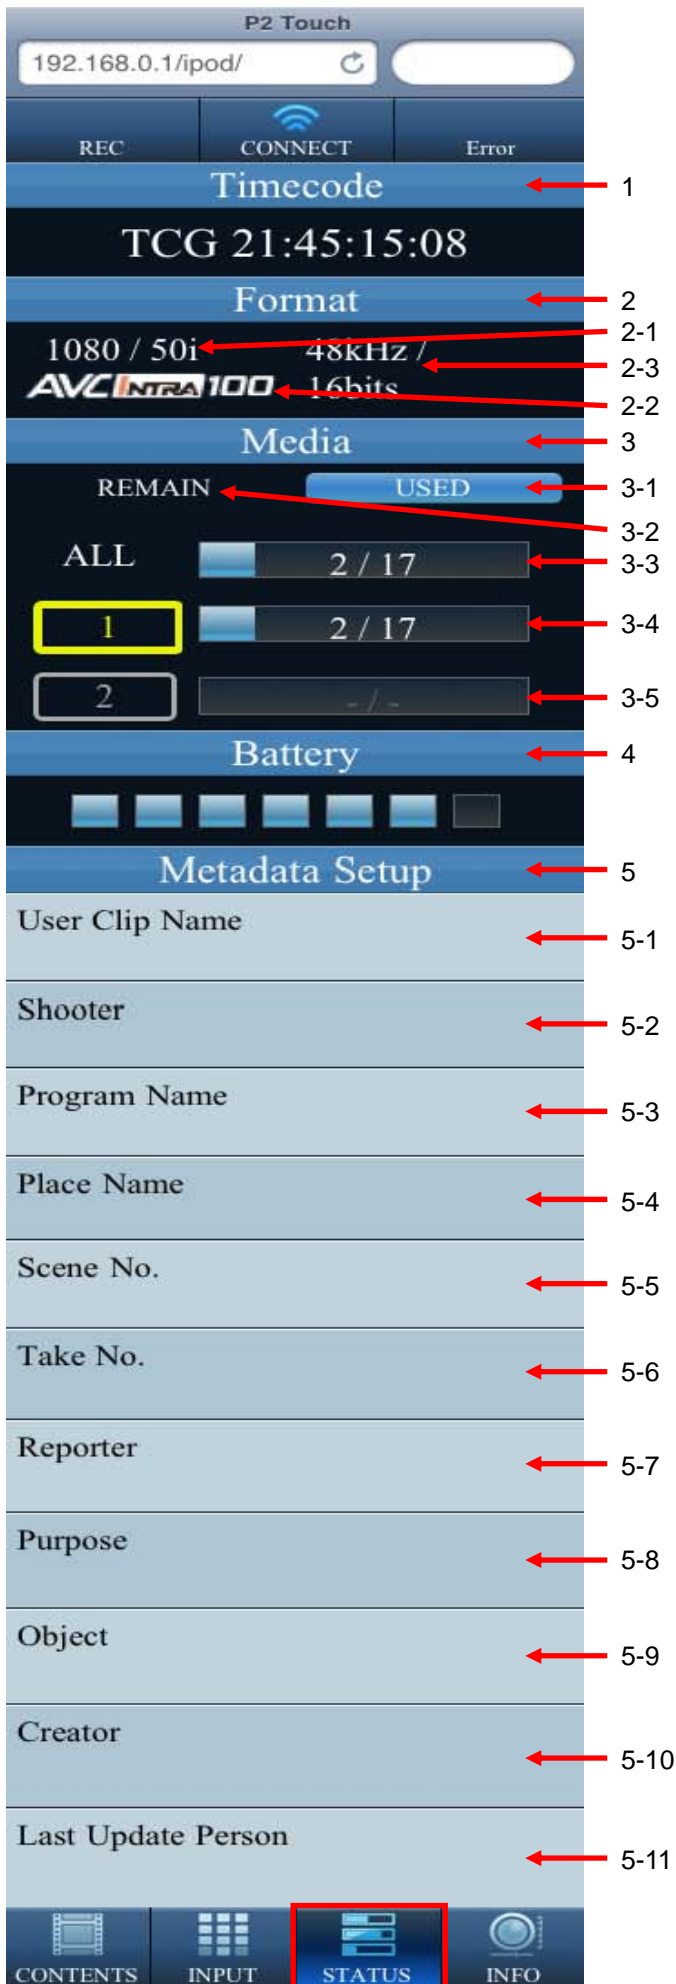 P2 Touch
192.168.0.1/ipod/
REC CONNECT Error
Timecode 1
TCG 21:45:15:08
Format 2
1080 / 50i 48kHz / 2-1
2-3
AVC INTRA 100 16bits 2-2
Media 3
REMAIN USED 3-1
3-2
ALL 2 / 17 3-3
1 2 / 17 3-4
2 - / - 3-5
Battery 4
Metadata Setup 5
User Clip Name 5-1
Shooter 5-2
Program Name 5-3
Place Name 5-4
Scene No. 5-5
Take No. 5-6
Reporter 5-7
Purpose 5-8
Object 5-9
Creator 5-10
Last Update Person 5-11
CONTENTS INPUT STATUS INFO